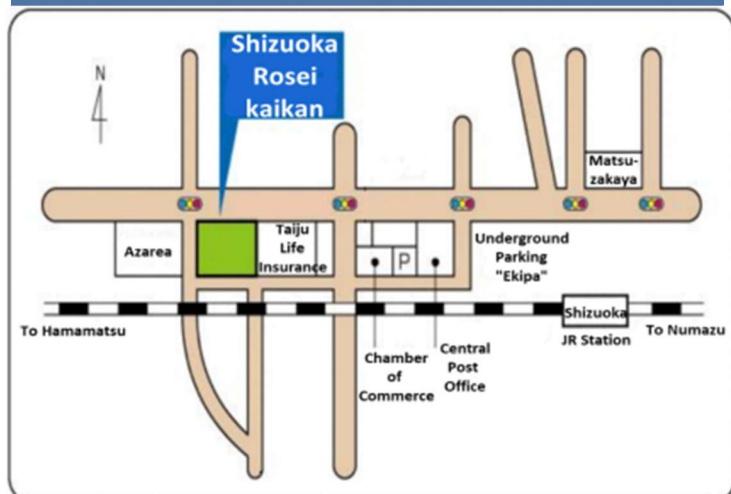 Shizuoka
Rosei
kaikan
N
Matsu-
zakaya
Azarea
Taiju
Life
Insurance
P
Underground
Parking
"Ekipa"
Shizuoka
JR Station
To Hamamatsu
To Numazu
Chamber
of
Commerce
Central
Post
Office